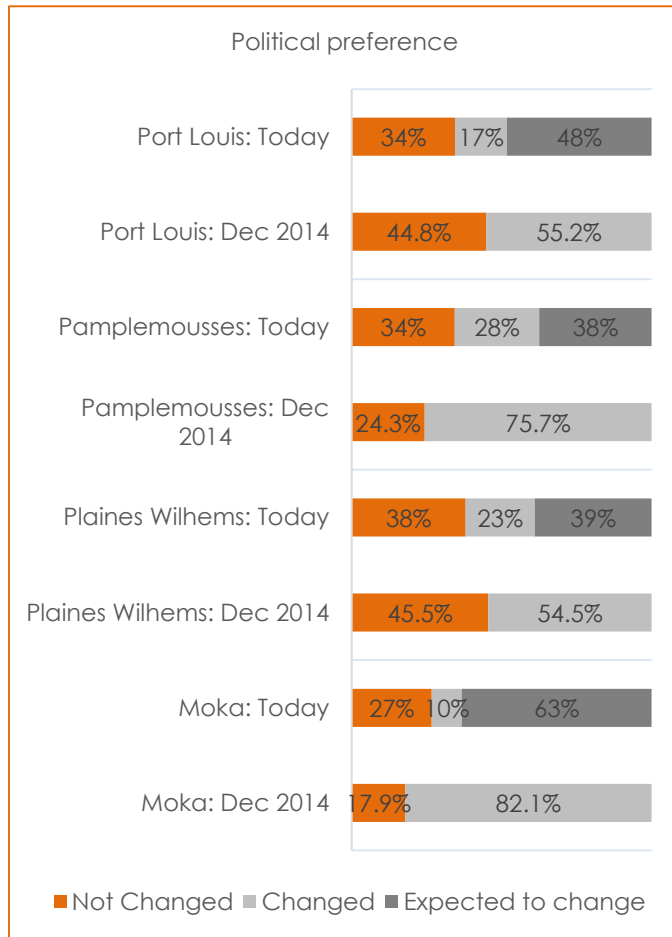 Political preference
Port Louis: Today
34% 17% 48%
Port Louis: Dec 2014
44.8% 55.2%
Pamplemousses: Today
34% 28% 38%
Pamplemousses: Dec
2014
24.3% 75.7%
Plaines Wilhems: Today
38% 23% 39%
Plaines Wilhems: Dec 2014
45.5% 54.5%
Moka: Today
27% 10% 63%
Moka: Dec 2014
17.9% 82.1%
Not Changed Changed Expected to change